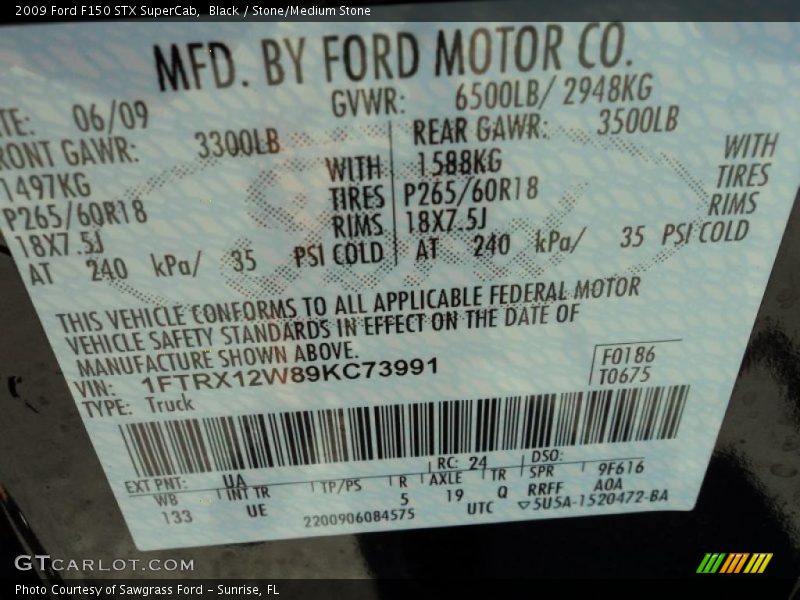 2009 Ford F150 STX SuperCab, Black / Stone/Medium Stone
MFD. BY FORD MOTOR CO.
TE: 06/09 GVWR: 6500LB/ 2948KG
RONT GAWR: 3300LB REAR GAWR: 3500LB
1497KG WITH 1588KG WITH
P265/60R18 TIRES P265/60R18 TIRES
18X7.5J RIMS 18X7.5J RIMS
AT 240 kPa/ 35 PSI COLD AT 240 kPa/ 35 PSI COLD
THIS VEHICLE CONFORMS TO ALL APPLICABLE FEDERAL MOTOR
VEHICLE SAFETY STANDARDS IN EFFECT ON THE DATE OF
MANUFACTURE SHOWN ABOVE.
VIN: 1FTRX12W89KC73991 F0186
TYPE: Truck T0675
EXT PNT: UA RC: 24 DSO:
WB INT TR TP/PS R AXLE TR SPR 9F616
133 UE 5 19 Q RRFF A0A
2200906084575 UTC ▽5U5A-1520472-BA
GTCARLOT.COM
Photo Courtesy of Sawgrass Ford - Sunrise, FL